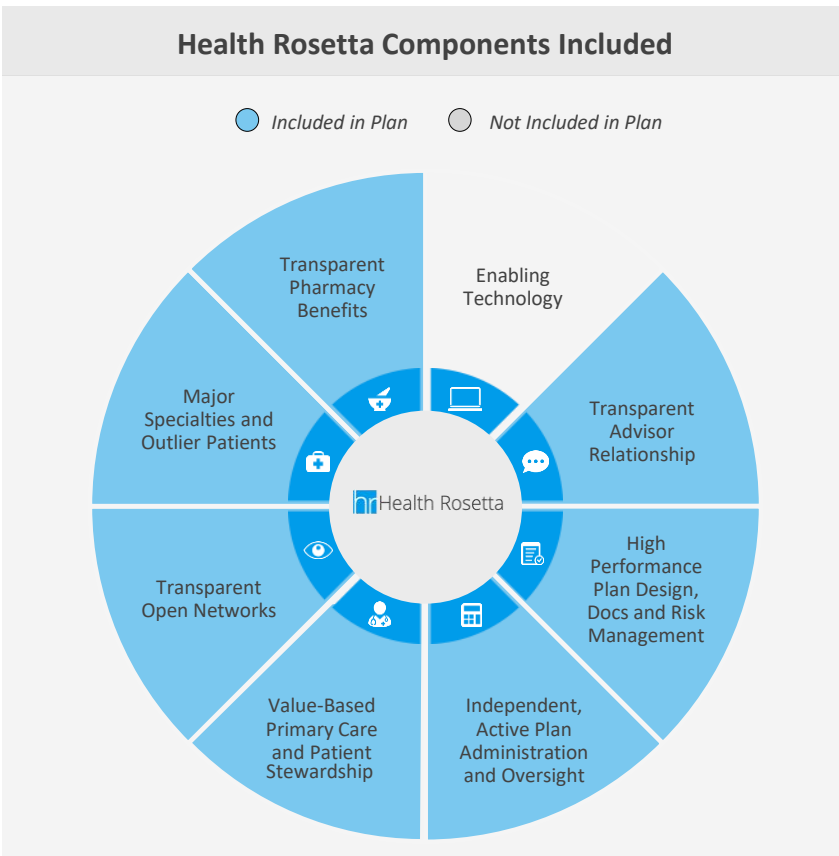 Health Rosetta Components Included
Included in Plan
Not Included in Plan
Transparent
Pharmacy
Benefits
Enabling
Technology
Major
Specialties and
Outlier Patients
Transparent
Advisor
Relationship
hr Health Rosetta
Transparent
Open Networks
High
Performance
Plan Design,
Docs and Risk
Management
Value-Based
Primary Care
and Patient
Stewardship
Independent,
Active Plan
Administration
and Oversight